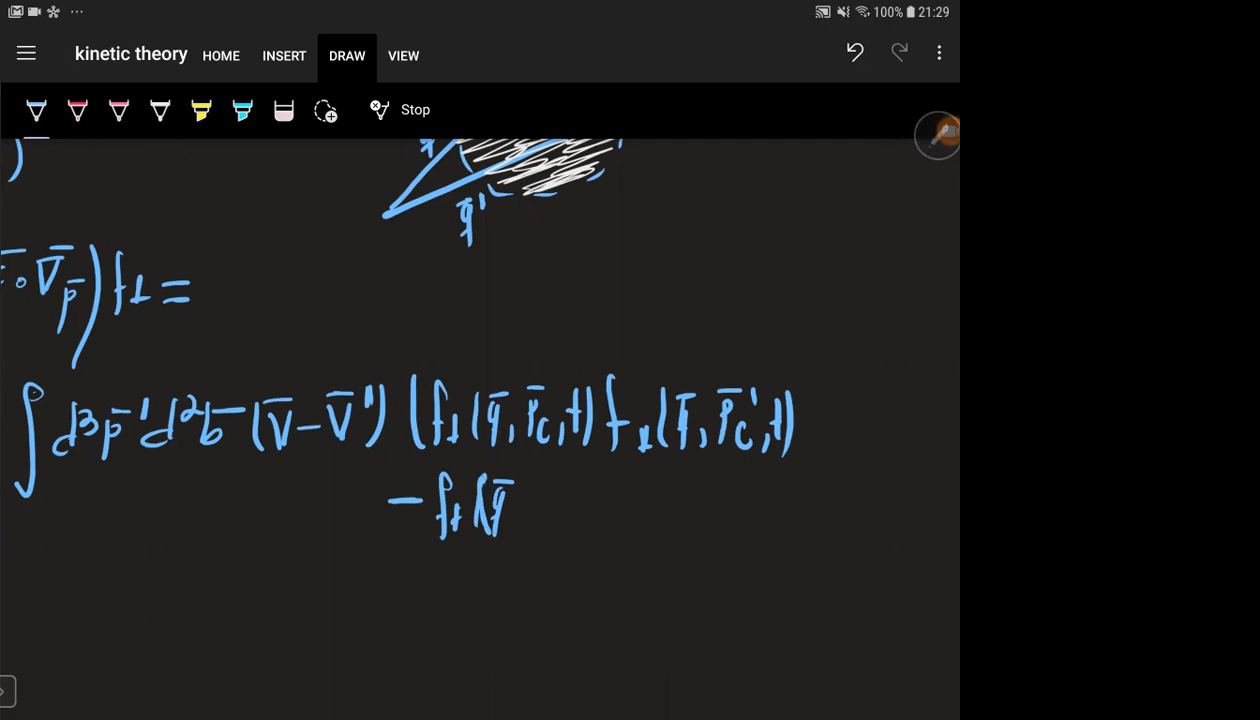 100% 21:29
kinetic theory HOME INSERT DRAW VIEW
Stop
q̄'
∇̄p̄) f1 =
∫ d³p̄' d²b̄ (v̄ - v̄') (f1(q̄, p̄c, t) f1(q̄, p̄c', t)
- f1(q̄